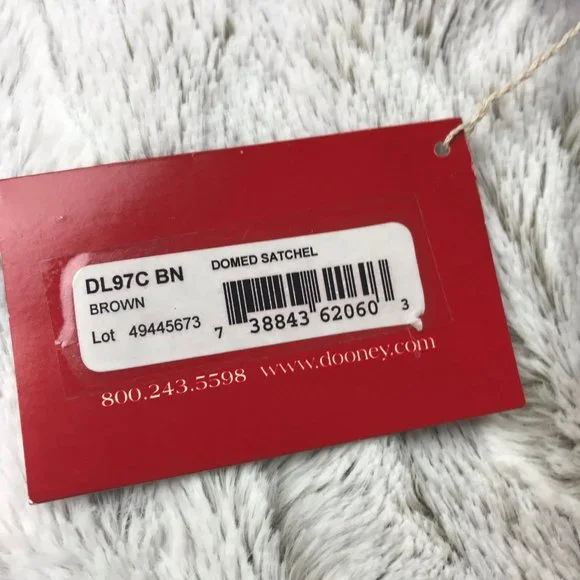 DL97C BN
DOMED SATCHEL
BROWN
Lot 49445673
7 38843 62060 3
800.243.5598 www.dooney.com